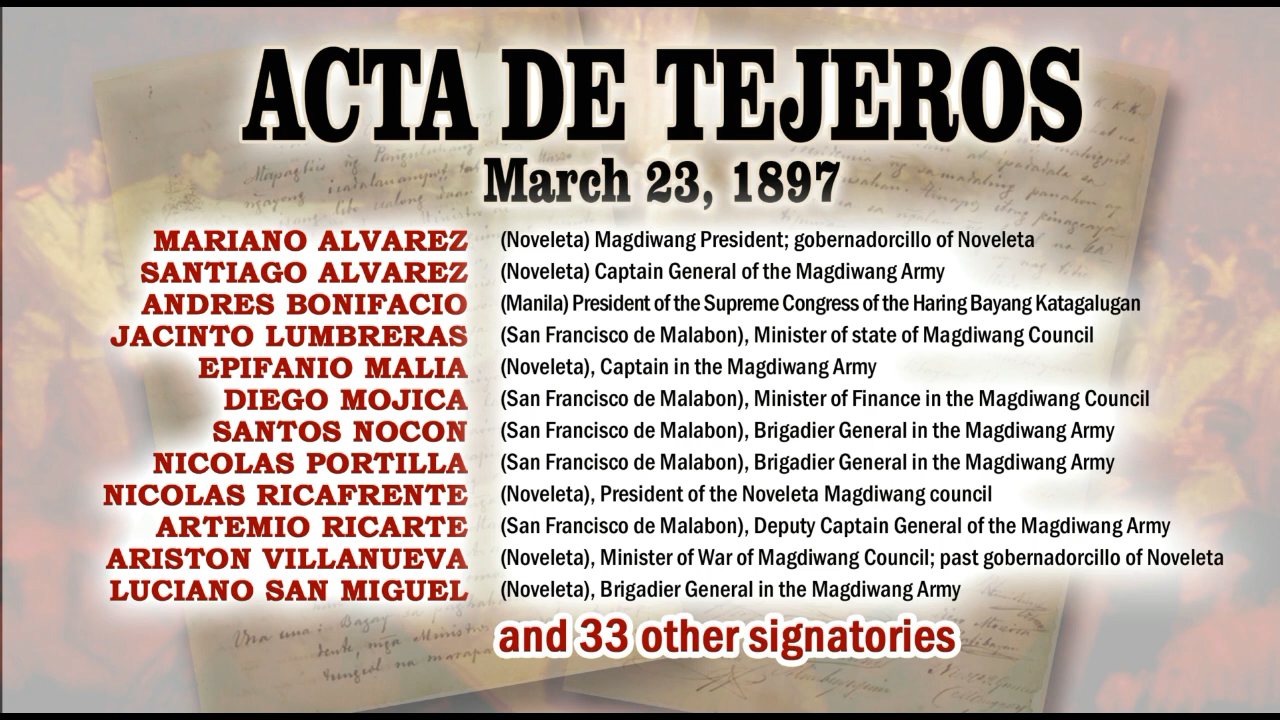 ACTA DE TEJEROS
March 23, 1897
MARIANO ALVAREZ (Noveleta) Magdiwang President; gobernadorcillo of Noveleta
SANTIAGO ALVAREZ (Noveleta) Captain General of the Magdiwang Army
ANDRES BONIFACIO (Manila) President of the Supreme Congress of the Haring Bayang Katagalugan
JACINTO LUMBRERAS (San Francisco de Malabon), Minister of state of Magdiwang Council
EPIFANIO MALIA (Noveleta), Captain in the Magdiwang Army
DIEGO MOJICA (San Francisco de Malabon), Minister of Finance in the Magdiwang Council
SANTOS NOCON (San Francisco de Malabon), Brigadier General in the Magdiwang Army
NICOLAS PORTILLA (San Francisco de Malabon), Brigadier General in the Magdiwang Army
NICOLAS RICAFRENTE (Noveleta), President of the Noveleta Magdiwang council
ARTEMIO RICARTE (San Francisco de Malabon), Deputy Captain General of the Magdiwang Army
ARISTON VILLANUEVA (Noveleta), Minister of War of Magdiwang Council; past gobernadorcillo of Noveleta
LUCIANO SAN MIGUEL (Noveleta), Brigadier General in the Magdiwang Army
and 33 other signatories